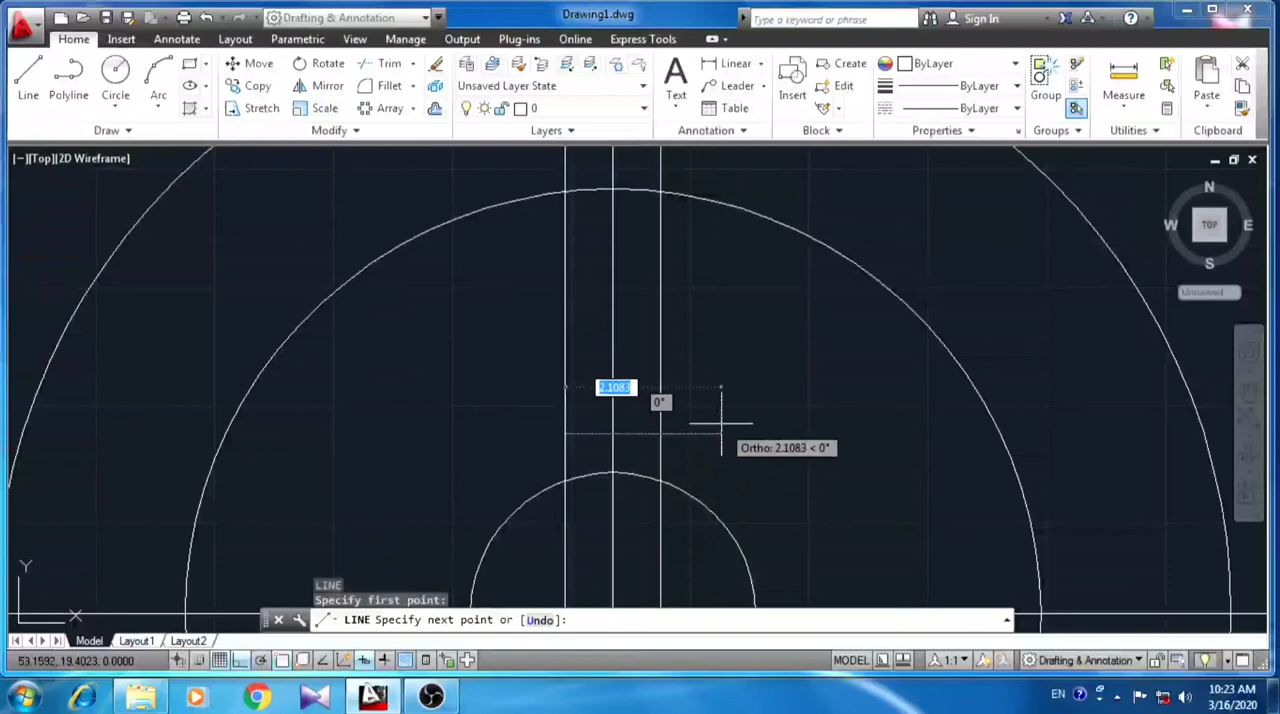 Drafting & Annotation
Drawing1.dwg
Type a keyword or phrase
Sign In
Home Insert Annotate Layout Parametric View Manage Output Plug-ins Online Express Tools
Line Polyline Circle Arc
Move Rotate Trim
Copy Mirror Fillet
Stretch Scale Array
Unsaved Layer State
0
Text
Linear
Leader
Table
Insert
Create
Edit
ByLayer
ByLayer
ByLayer
Group
Measure
Paste
Draw Modify Layers Annotation Block Properties Groups Utilities Clipboard
[−][Top][2D Wireframe]
N
W TOP E
S
Unnamed
2.1083
0°
Ortho: 2.1083 < 0°
Y
X
LINE
Specify first point:
LINE Specify next point or [Undo]:
Model Layout1 Layout2
53.1592, 19.4023, 0.0000
MODEL
1:1
Drafting & Annotation
EN
10:23 AM
3/16/2020